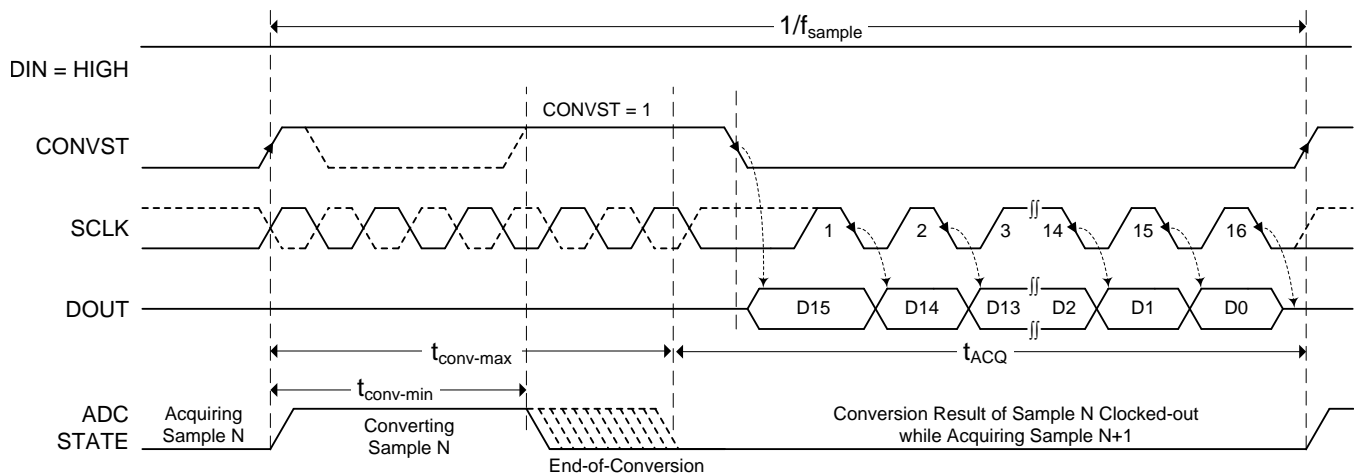 1/fsample
DIN = HIGH
CONVST = 1
CONVST
SCLK
1 2 3 14 15 16
DOUT
D15 D14 D13 D2 D1 D0
tconv-max
tACQ
tconv-min
ADC
STATE
Acquiring
Sample N
Converting
Sample N
End-of-Conversion
Conversion Result of Sample N Clocked-out
while Acquiring Sample N+1